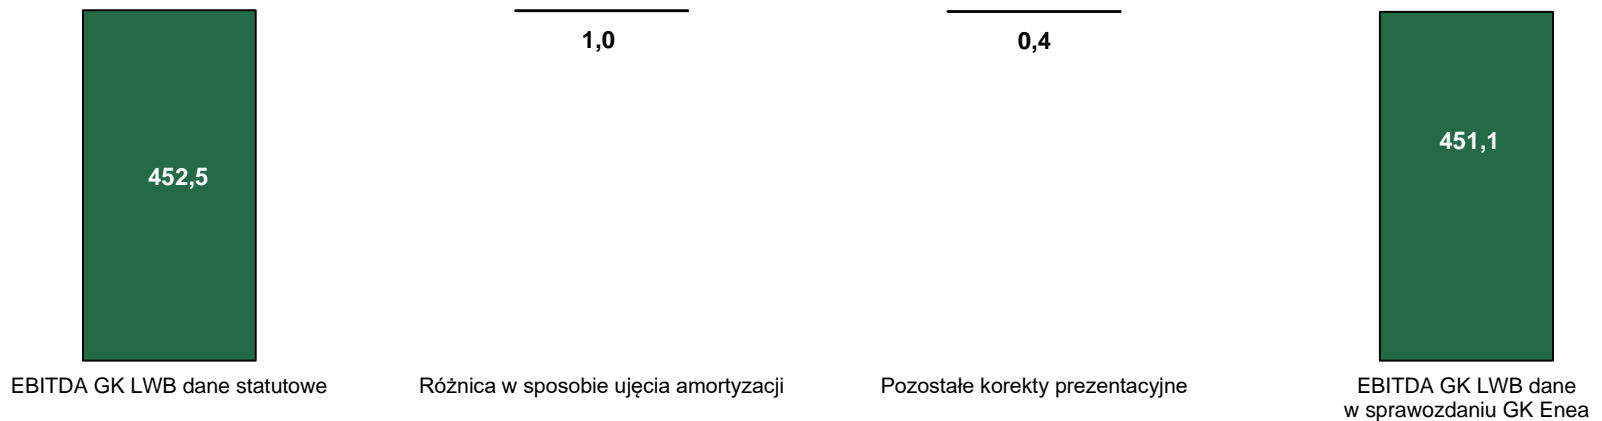 1,0
0,4
451,1
452,5
EBITDA GK LWB dane statutowe
Różnica w sposobie ujęcia amortyzacji
Pozostałe korekty prezentacyjne
EBITDA GK LWB dane
w sprawozdaniu GK Enea